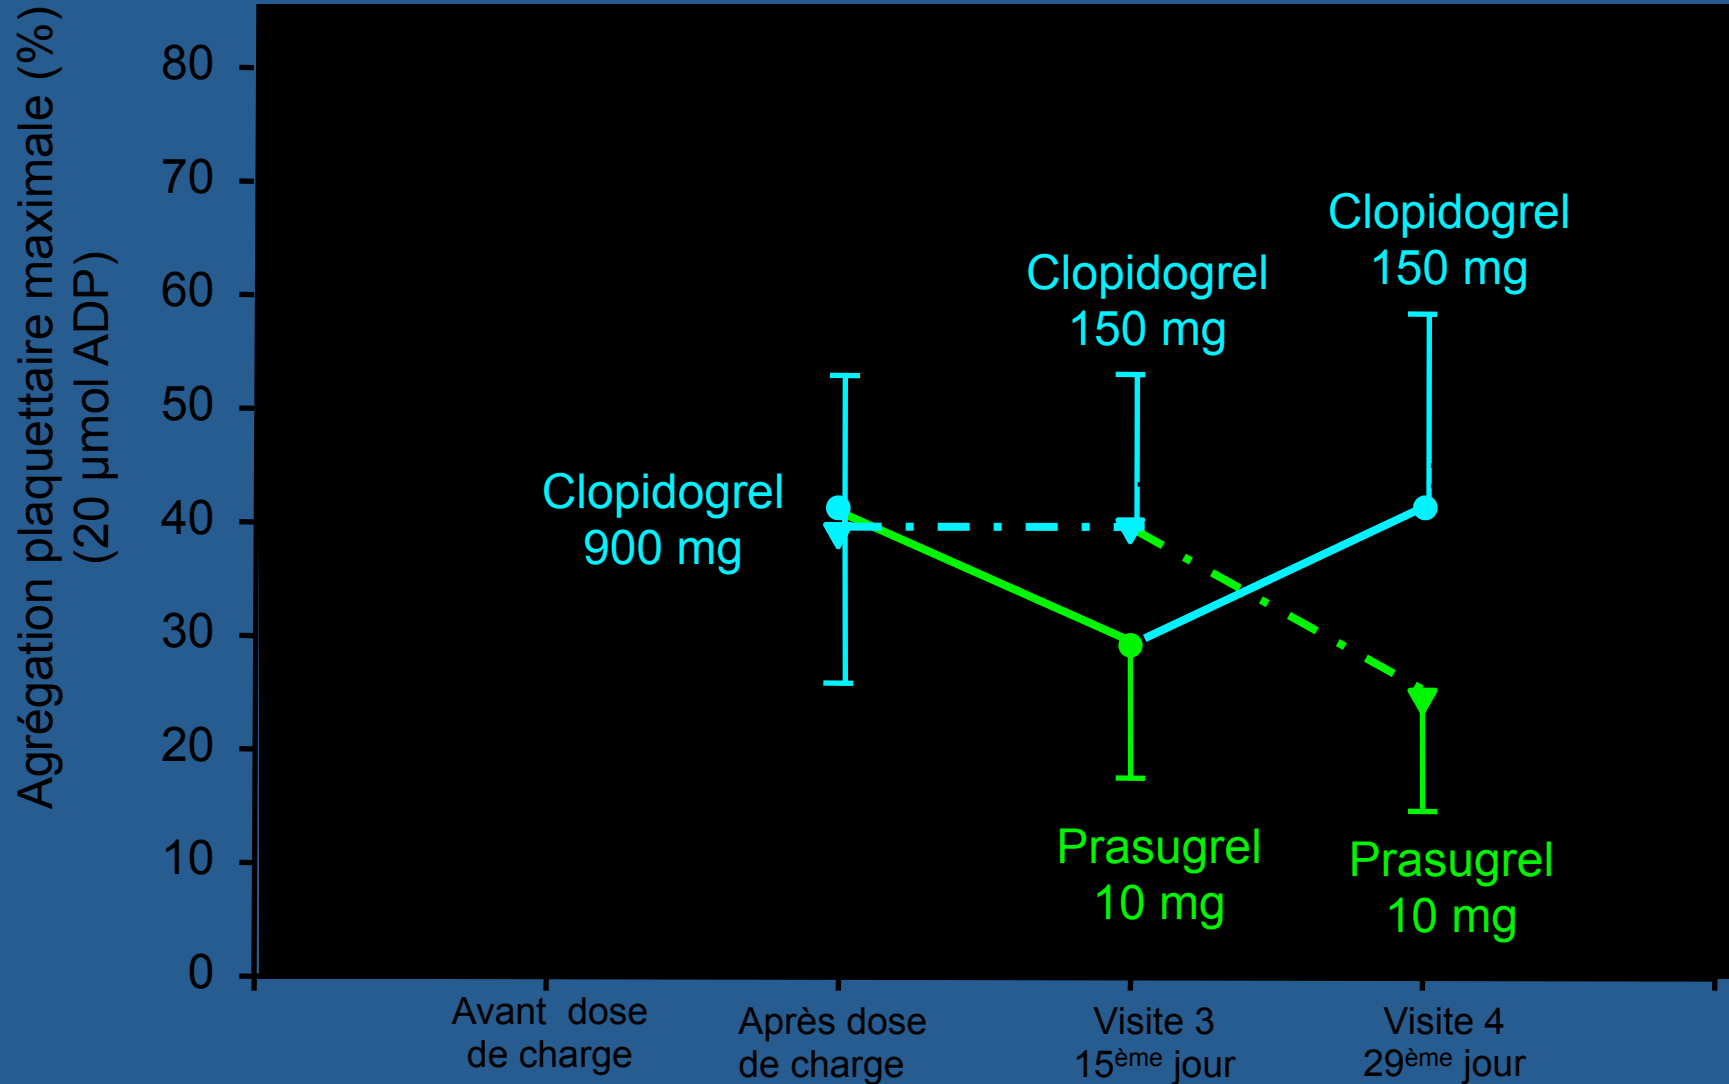 Agrégation plaquettaire maximale (%)
(20 µmol ADP)
80
70
60
50
40
30
20
10
0
Clopidogrel
900 mg
Clopidogrel
150 mg
Clopidogrel
150 mg
Prasugrel
10 mg
Prasugrel
10 mg
Avant dose
de charge
Après dose
de charge
Visite 3
15ème jour
Visite 4
29ème jour